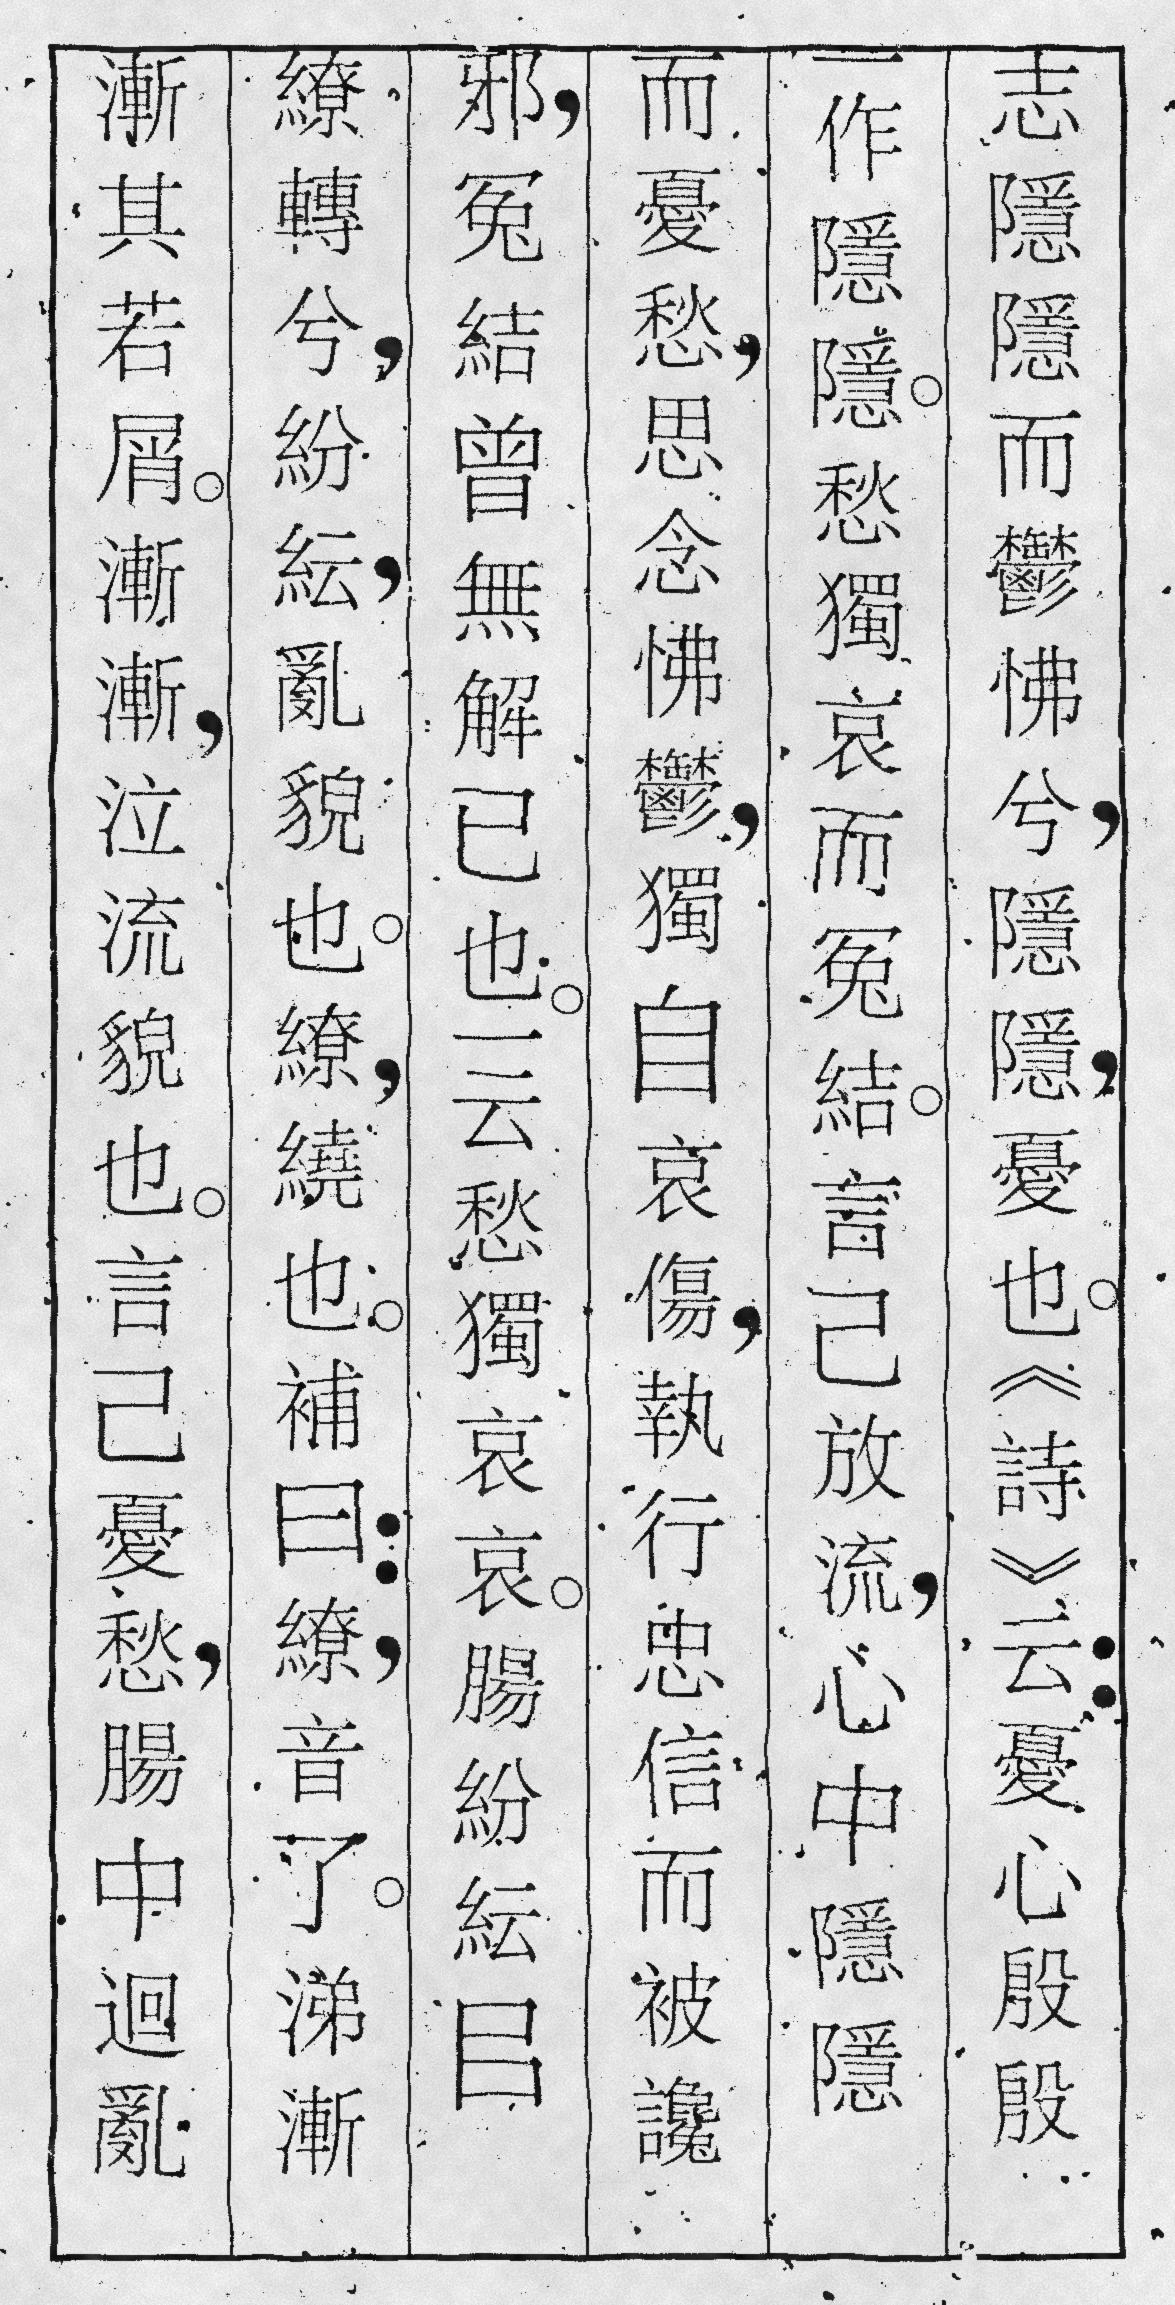 志隱隱而鬱怫兮，隱隱，憂也。《詩》云：憂心殷殷
一作隱隱。愁獨哀而冤結。言己放流，心中隱隱
而憂愁，思念怫鬱，獨自哀傷，執行忠信而被讒
邪，冤結曾無解已也。一云愁獨哀哀。腸紛紜曰
繚轉兮，紛紜，亂貌也。繚，繞也。補曰：繚，音了。涕漸
漸其若屑。漸漸，泣流貌也。言己憂愁，腸中迴亂